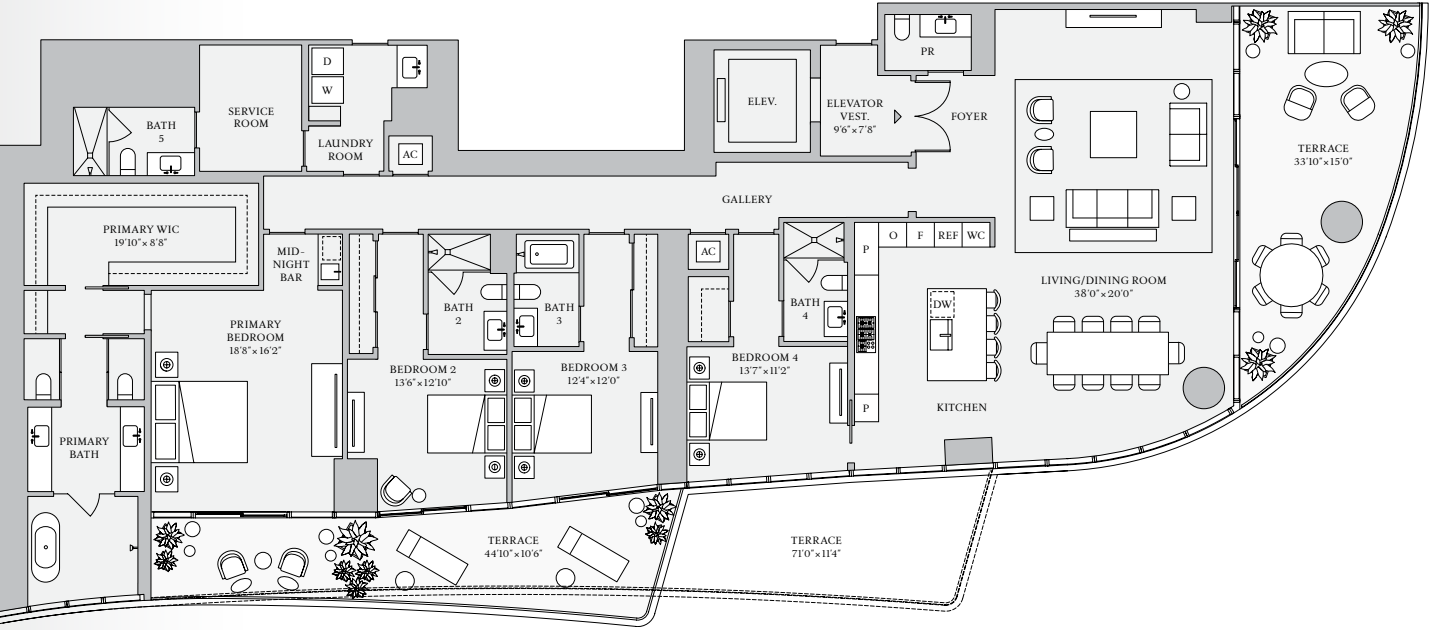 PR
D
W
SERVICE
ROOM
BATH
5
LAUNDRY
ROOM
AC
ELEV.
ELEVATOR
VEST.
9'6"×7'8"
FOYER
TERRACE
33'10"×15'0"
GALLERY
PRIMARY WIC
19'10"×8'8"
MID-
NIGHT
BAR
AC
P
O
F
REF
WC
LIVING/DINING ROOM
38'0"×20'0"
BATH
2
BATH
3
BATH
4
DW
PRIMARY
BEDROOM
18'8"×16'2"
BEDROOM 2
13'6"×12'10"
BEDROOM 3
12'4"×12'0"
BEDROOM 4
13'7"×11'2"
P
KITCHEN
PRIMARY
BATH
TERRACE
44'10"×10'6"
TERRACE
71'0"×11'4"